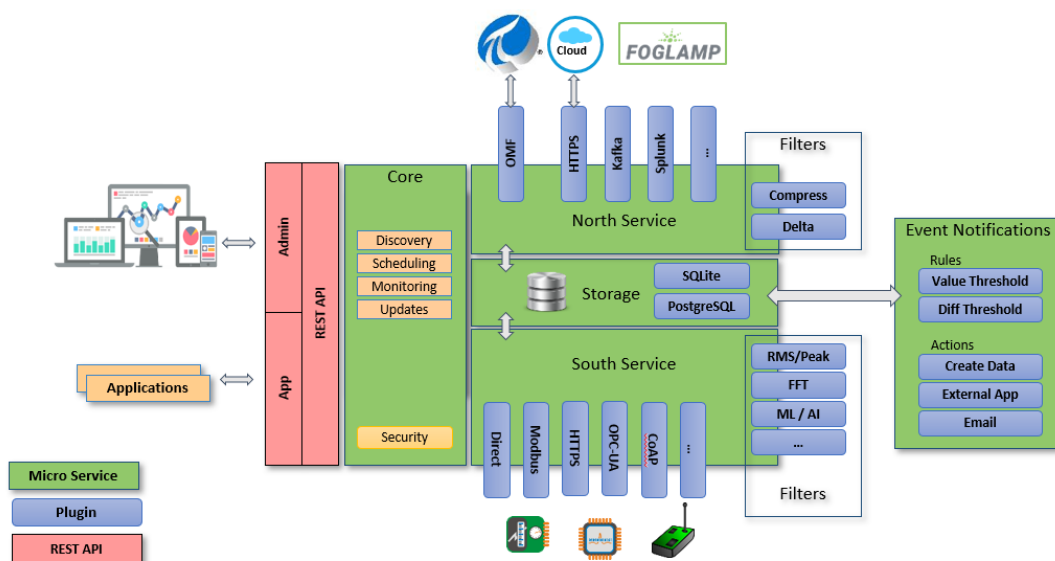 ®
Cloud
FOGLAMP
OMF
HTTPS
Kafka
Splunk
...
Filters
Compress
Delta
North Service
Core
Discovery
Scheduling
Monitoring
Updates
Security
Admin
App
REST API
Applications
Storage
SQLite
PostgreSQL
Event Notifications
Rules
Value Threshold
Diff Threshold
Actions
Create Data
External App
Email
South Service
RMS/Peak
FFT
ML / AI
...
Filters
Direct
Modbus
HTTPS
OPC-UA
CoAP
...
Micro Service
Plugin
REST API